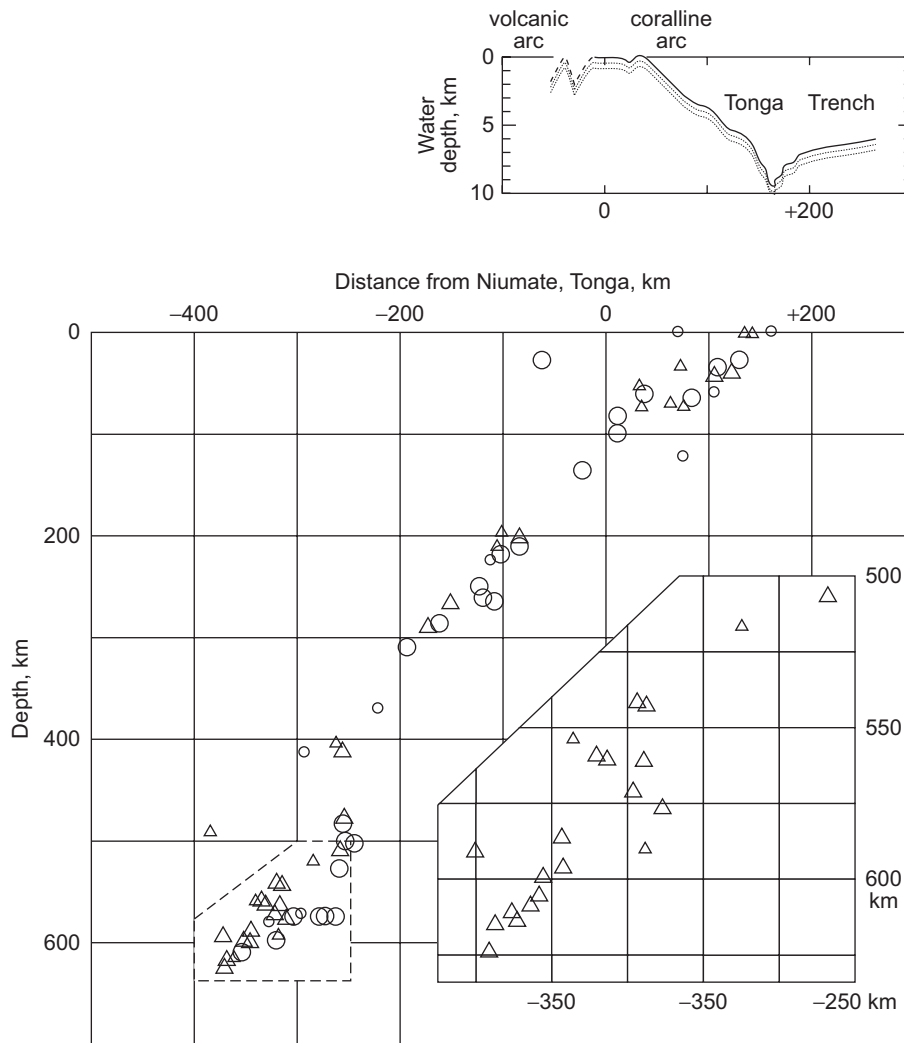 volcanic
arc
coralline
arc
Water
depth, km
0
5
10
Tonga Trench
0 +200
Distance from Niumate, Tonga, km
−400 −200 0 +200
Depth, km
0
200
400
600
500
550
600
km
−350 −350 −250 km